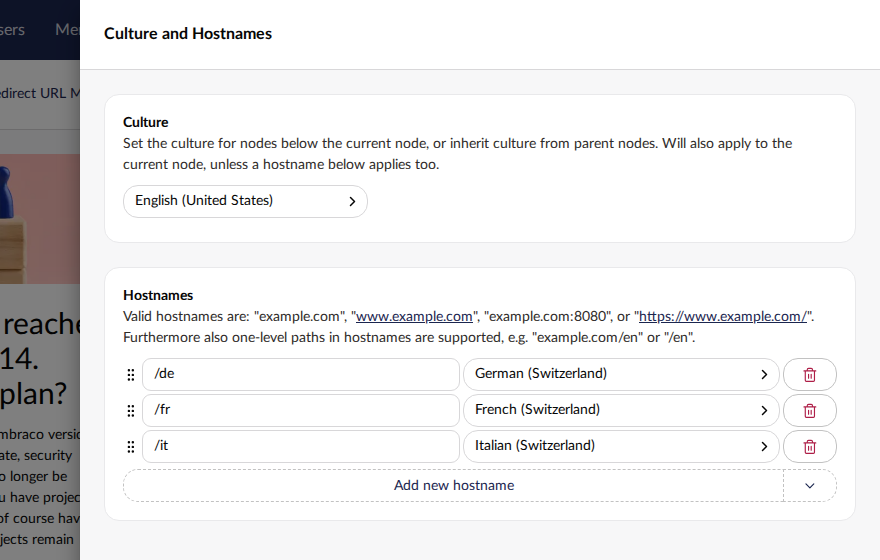 Culture and Hostnames
edirect URL
Culture
Set the culture for nodes below the current node, or inherit culture from parent nodes. Will also apply to the
current node, unless a hostname below applies too.
English (United States)
Hostnames
Valid hostnames are: "example.com", "www.example.com", "example.com:8080", or "https://www.example.com/".
Furthermore also one-level paths in hostnames are supported, e.g. "example.com/en" or "/en".
/de
German (Switzerland)
/fr
French (Switzerland)
/it
Italian (Switzerland)
Add new hostname
reache
14.
plan?
mbraco versio
ate, security
o longer be
u have projec
of course hav
jects remain